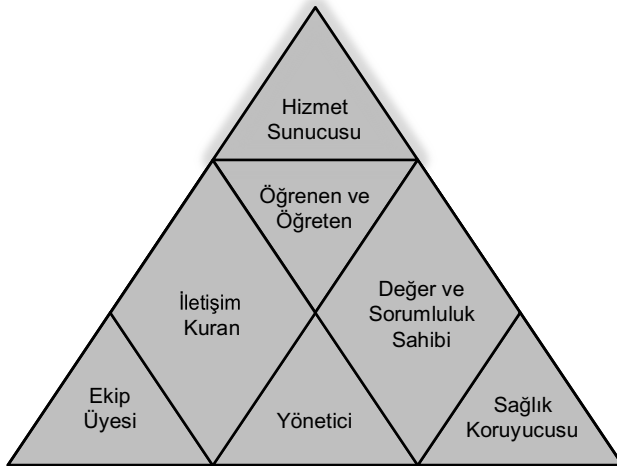 Hizmet
Sunucusu
Öğrenen ve
Öğreten
İletişim
Kuran
Değer ve
Sorumluluk
Sahibi
Ekip
Üyesi
Yönetici
Sağlık
Koruyucusu